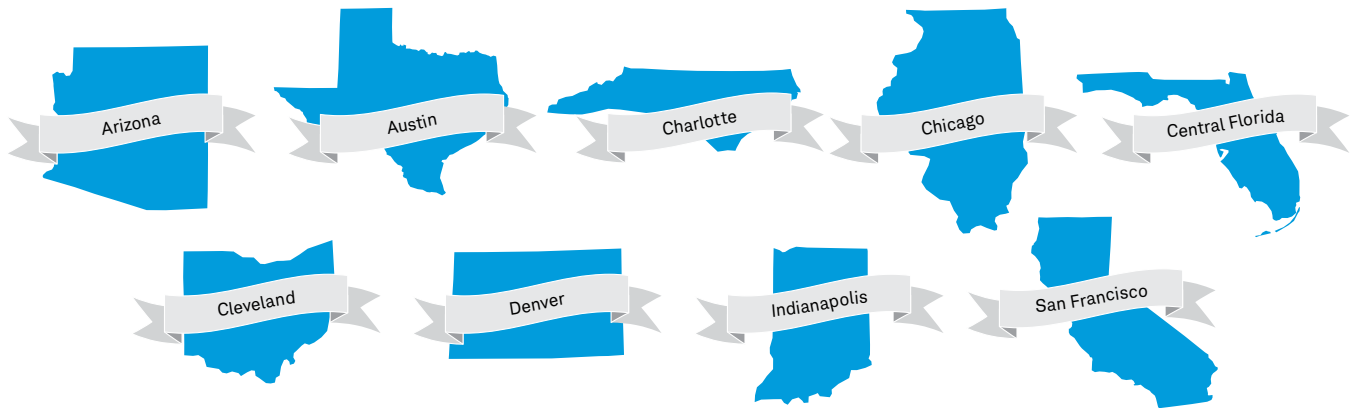 Arizona
Austin
Charlotte
Chicago
Central Florida
Cleveland
Denver
Indianapolis
San Francisco